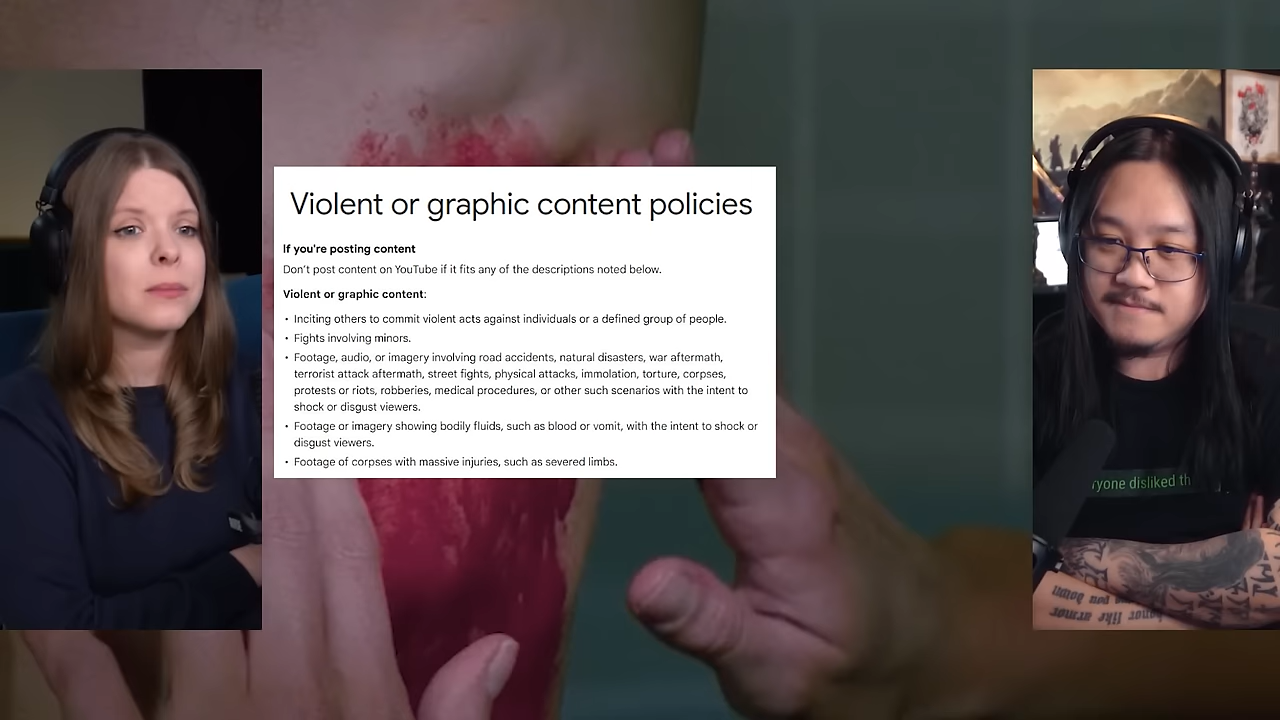 Violent or graphic content policies
If you're posting content
Don't post content on YouTube if it fits any of the descriptions noted below.
Violent or graphic content:
• Inciting others to commit violent acts against individuals or a defined group of people.
• Fights involving minors.
• Footage, audio, or imagery involving road accidents, natural disasters, war aftermath,
terrorist attack aftermath, street fights, physical attacks, immolation, torture, corpses,
protests or riots, robberies, medical procedures, or other such scenarios with the intent to
shock or disgust viewers.
• Footage or imagery showing bodily fluids, such as blood or vomit, with the intent to shock or
disgust viewers.
• Footage of corpses with massive injuries, such as severed limbs.
ryone disliked th